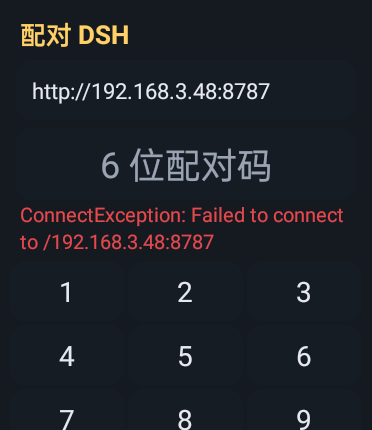 配对 DSH
http://192.168.3.48:8787
6 位配对码
ConnectException: Failed to connect
to /192.168.3.48:8787
1 2 3
4 5 6
7 8 9